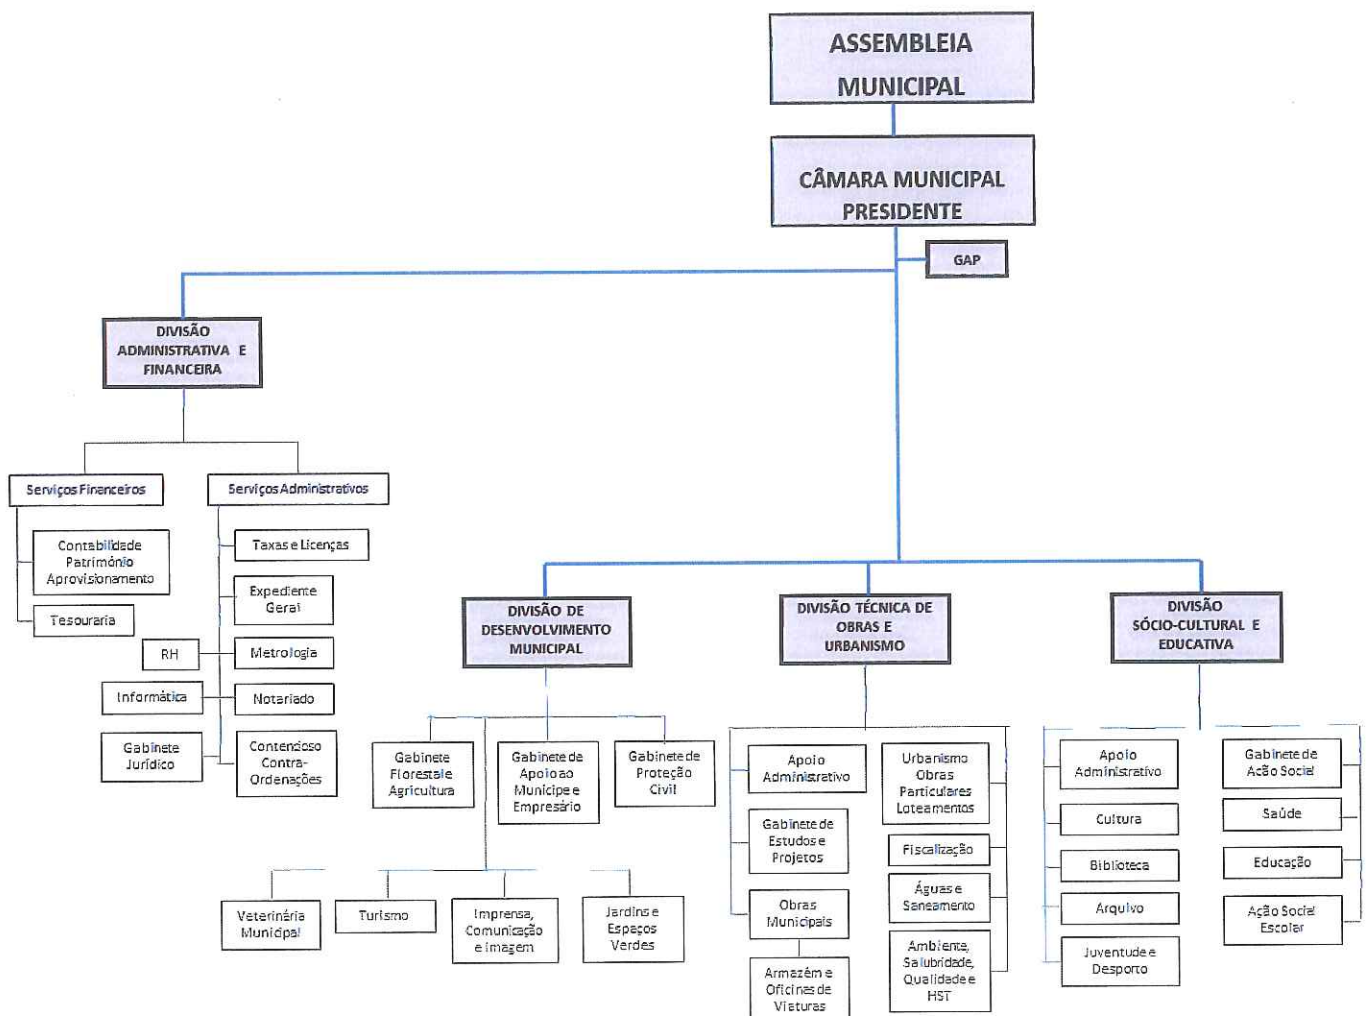 ASSEMBLEIA
MUNICIPAL
CÂMARA MUNICIPAL
PRESIDENTE
GAP
DIVISÃO
ADMINISTRATIVA E
FINANCEIRA
Serviços Financeiros
Serviços Administrativos
Contabilidade
Património
Aprovisionamento
Tesouraria
Taxas e Licenças
Expediente
Geral
RH
Metrologia
Informática
Notariado
Gabinete
Jurídico
Contencioso
Contra-
Ordenações
DIVISÃO DE
DESENVOLVIMENTO
MUNICIPAL
Gabinete
Florestal e
Agricultura
Gabinete de
Apoio ao
Munícipe e
Empresário
Gabinete de
Proteção
Civil
Veterinária
Municipal
Turismo
Imprensa,
Comunicação
e Imagem
Jardins e
Espaços
Verdes
DIVISÃO TÉCNICA DE
OBRAS E
URBANISMO
Apoio
Administrativo
Gabinete de
Estudos e
Projetos
Obras
Municipais
Armazém e
Oficinas de
Viaturas
Urbanismo
Obras
Particulares
Loteamentos
Fiscalização
Águas e
Saneamento
Ambiente,
Salubridade,
Qualidade e
HST
DIVISÃO
SÓCIO-CULTURAL E
EDUCATIVA
Apoio
Administrativo
Cultura
Biblioteca
Arquivo
Juventude e
Desporto
Gabinete de
Ação Social
Saúde
Educação
Ação Social
Escolar